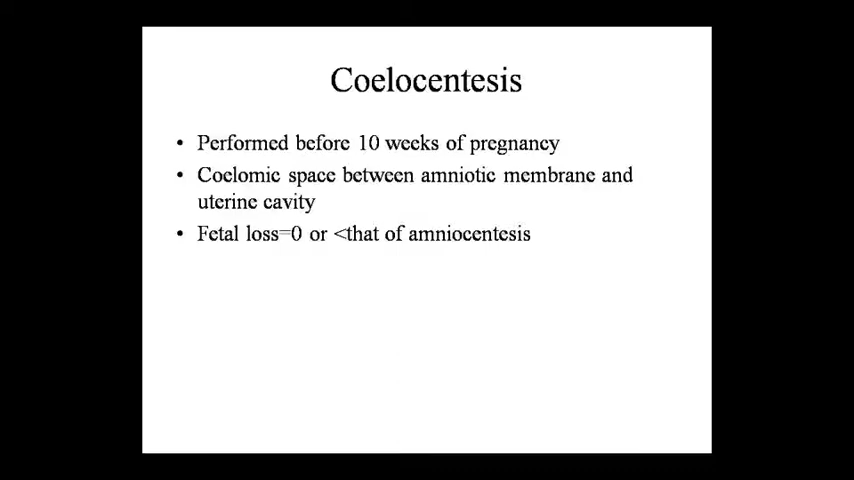 Coelocentesis
• Performed before 10 weeks of pregnancy
• Coelomic space between amniotic membrane and
uterine cavity
• Fetal loss=0 or <that of amniocentesis